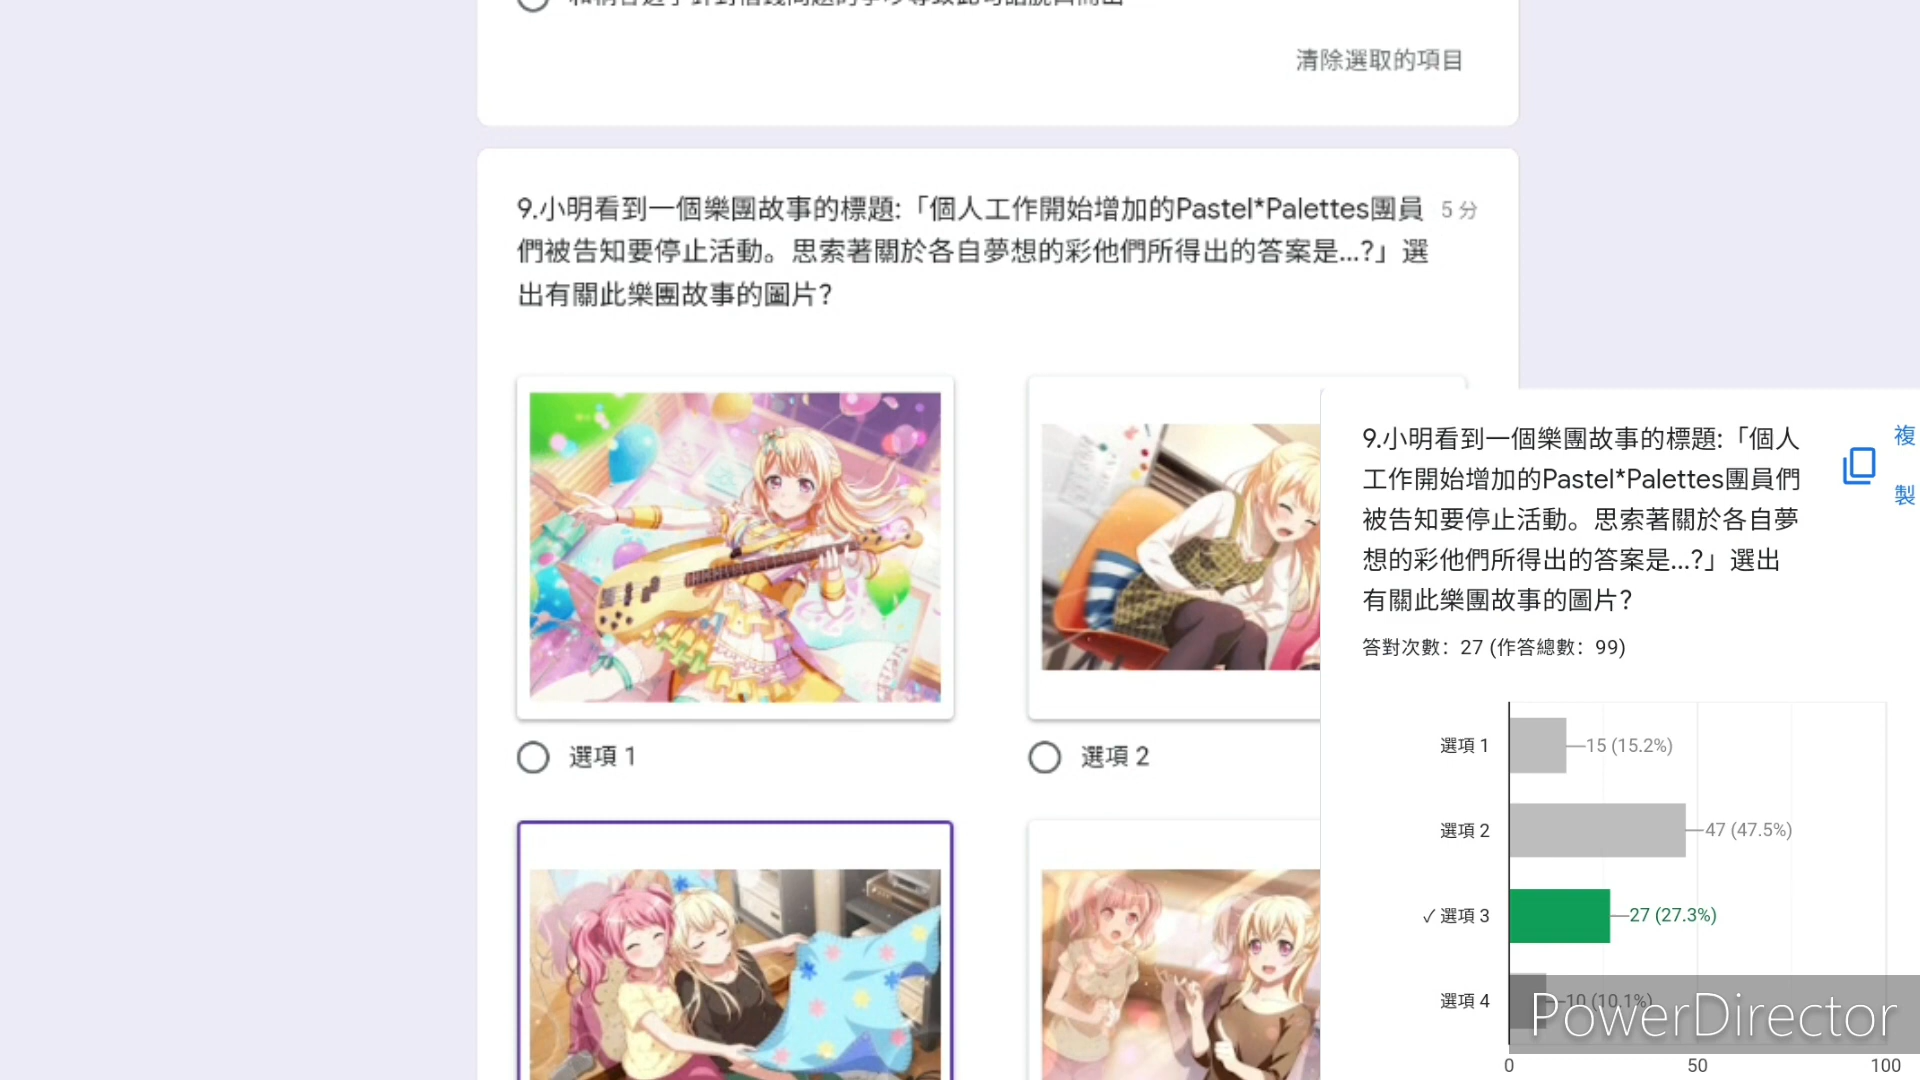 清除選取的項目
9.小明看到一個樂團故事的標題:「個人工作開始增加的Pastel*Palettes團員
5 分
們被告知要停止活動。思索著關於各自夢想的彩他們所得出的答案是...?」選
出有關此樂團故事的圖片?
選項 1
選項 2
9.小明看到一個樂團故事的標題:「個人
工作開始增加的Pastel*Palettes團員們
被告知要停止活動。思索著關於各自夢
想的彩他們所得出的答案是...?」選出
有關此樂團故事的圖片?
複
製
答對次數：27 (作答總數：99)
選項 1
15 (15.2%)
選項 2
47 (47.5%)
✓ 選項 3
27 (27.3%)
選項 4
10 (10.1%)
PowerDirector
0
50
100